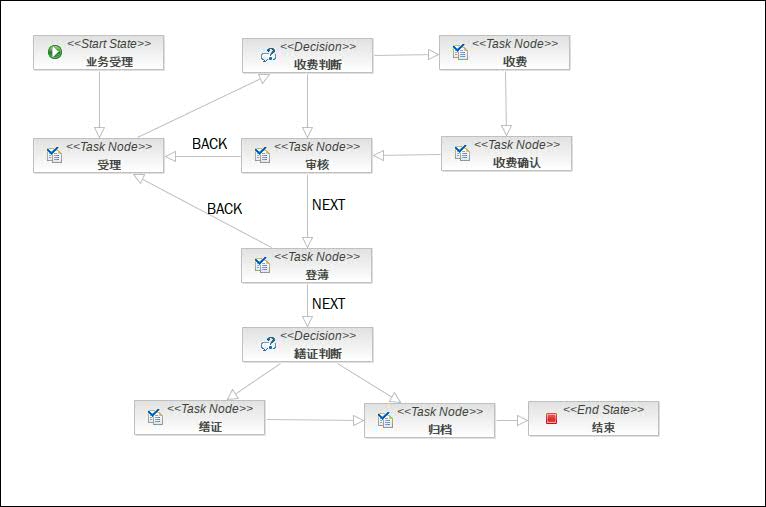 <<Start State>>
业务受理
<<Decision>>
收费判断
<<Task Node>>
收费
<<Task Node>>
受理
BACK
<<Task Node>>
审核
<<Task Node>>
收费确认
BACK
NEXT
<<Task Node>>
登薄
NEXT
<<Decision>>
繕证判断
<<Task Node>>
缮证
<<Task Node>>
归档
<<End State>>
结束